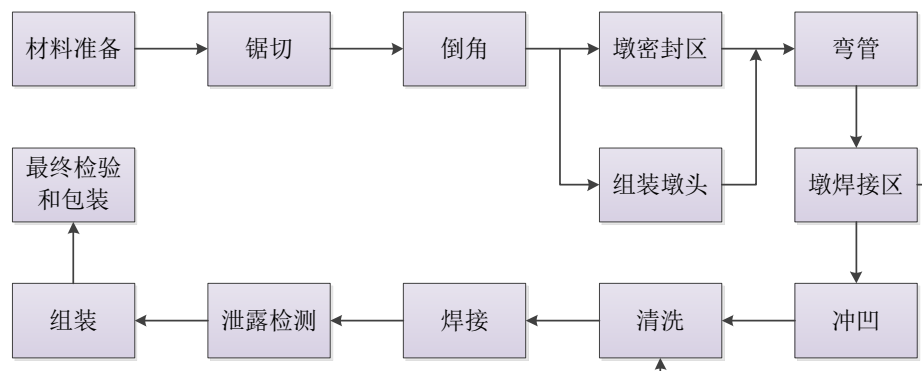 材料准备
锯切
倒角
墩密封区
弯管
最终检验
和包装
组装墩头
墩焊接区
组装
泄露检测
焊接
清洗
冲凹